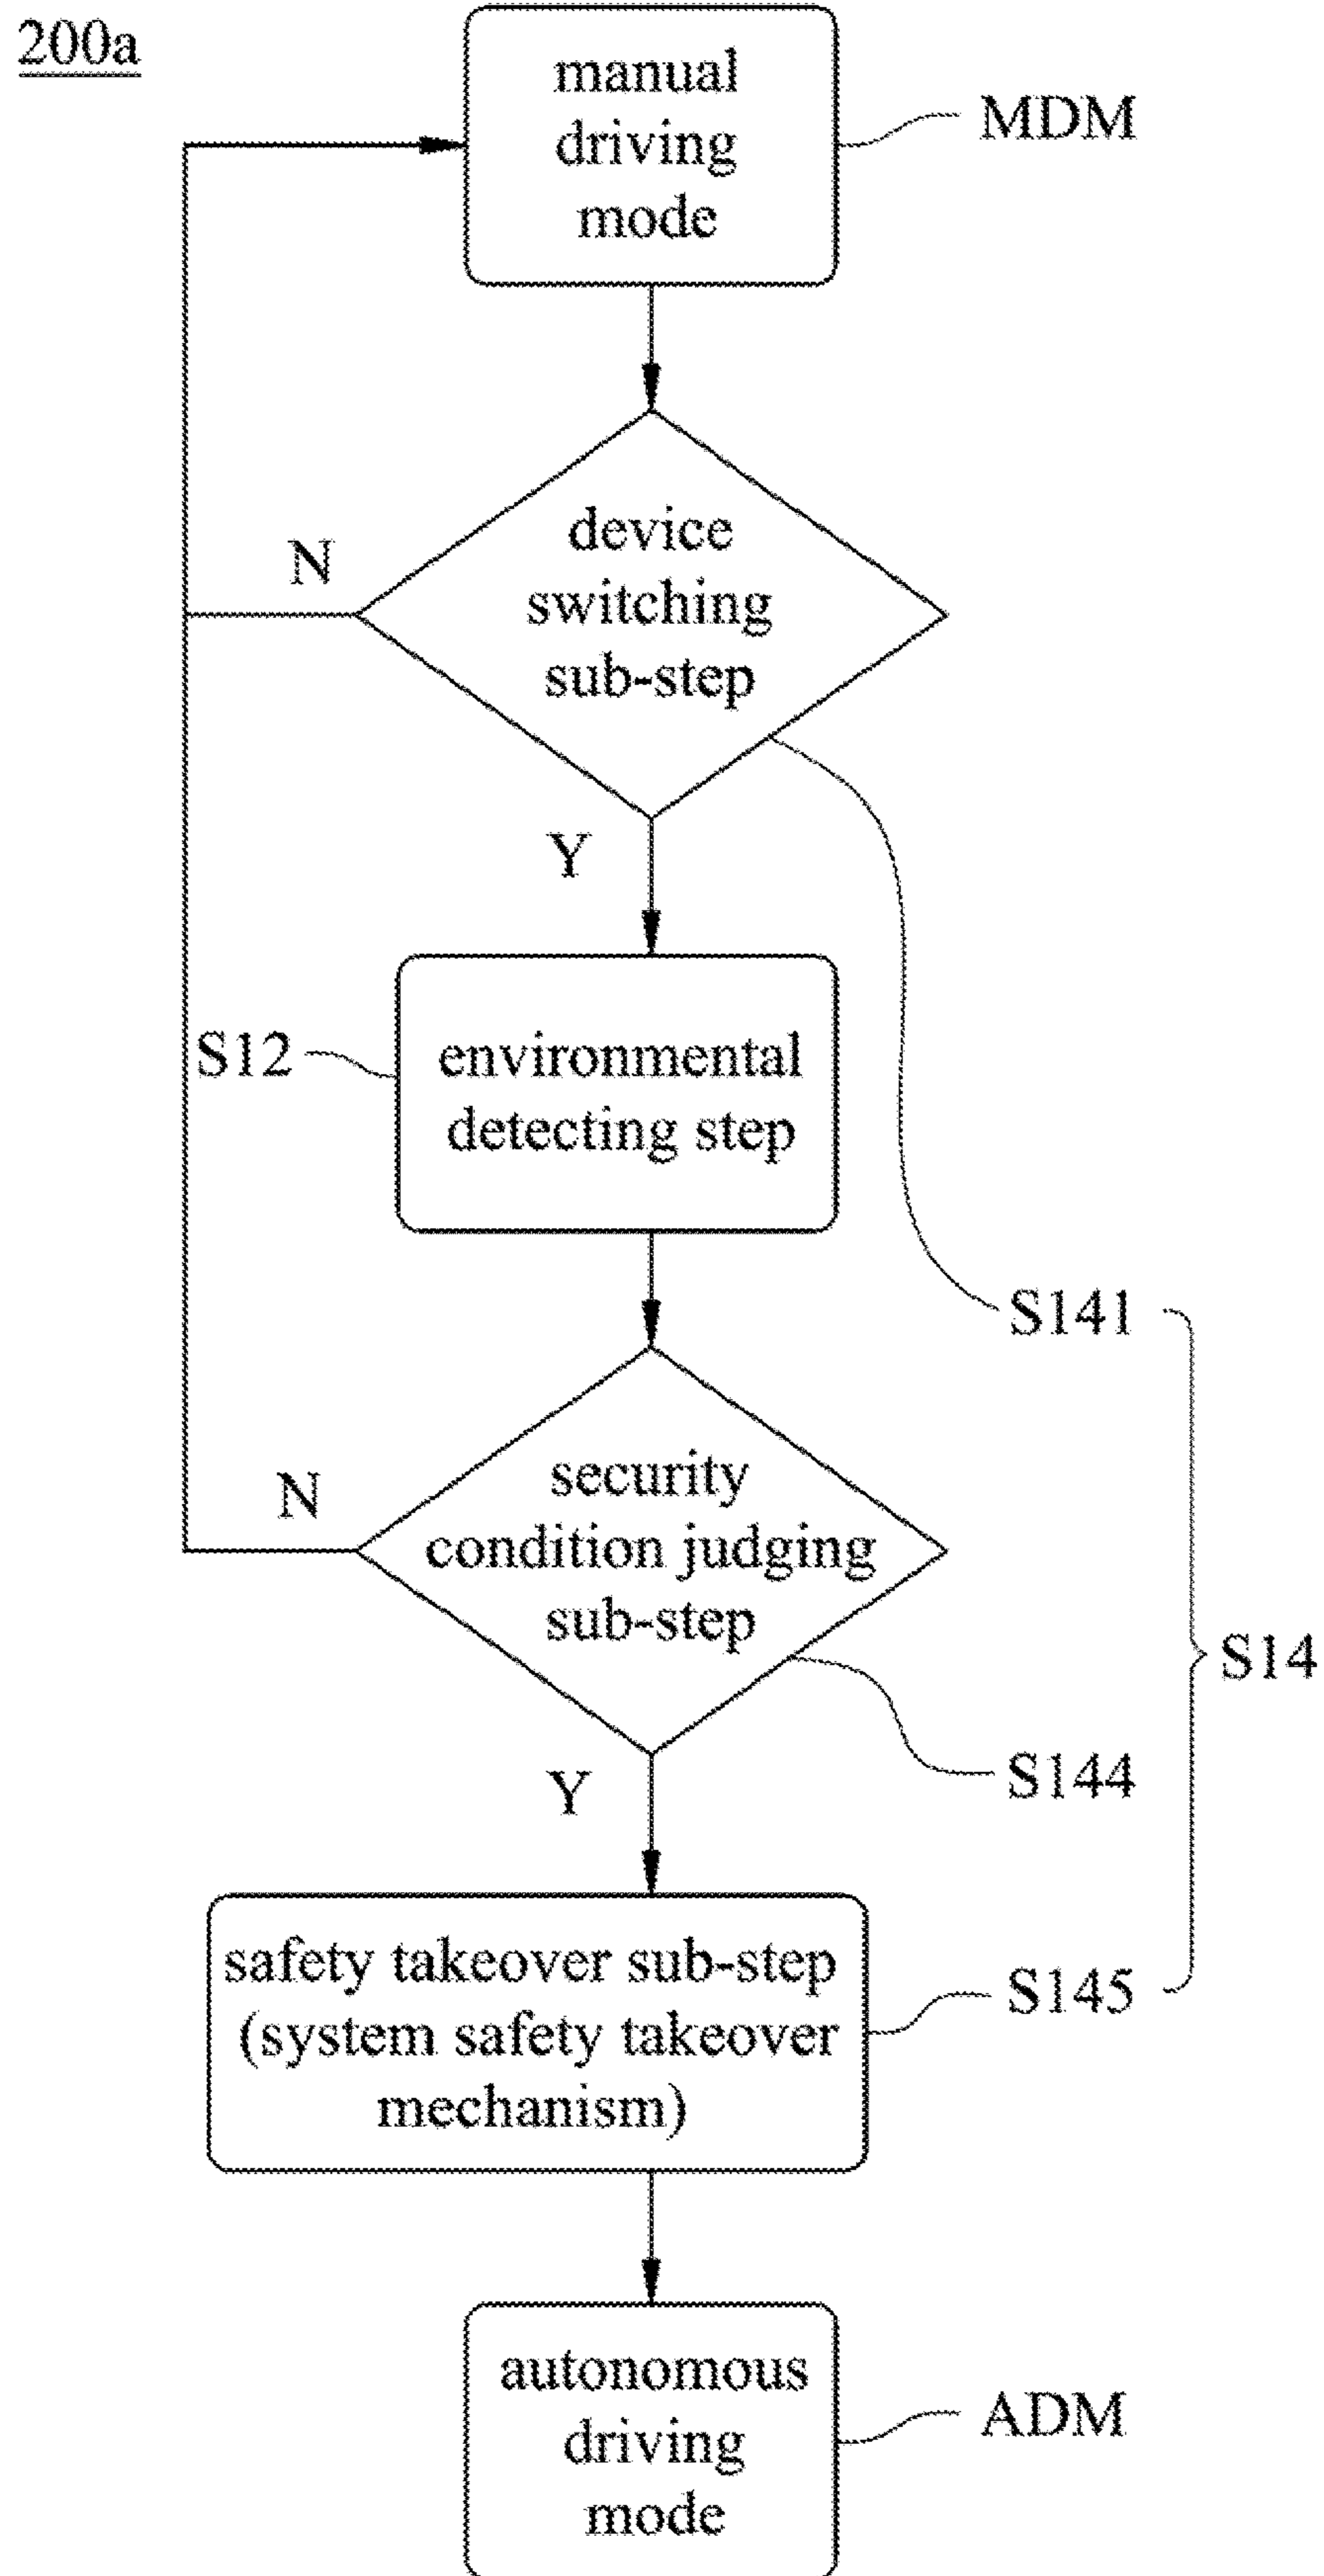 200a
manual
driving
mode
MDM
device
switching
sub-step
N
Y
S12
environmental
detecting step
S141
security
condition judging
sub-step
N
S14
S144
Y
safety takeover sub-step
(system safety takeover
mechanism)
S145
autonomous
driving
mode
ADM